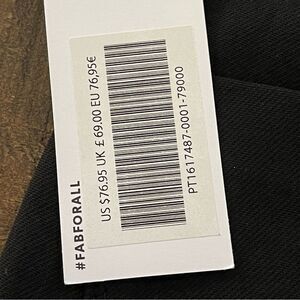 #FABFORALL
US $76.95 UK £ 69.00 EU 76,95€
PT1617487-0001-79000